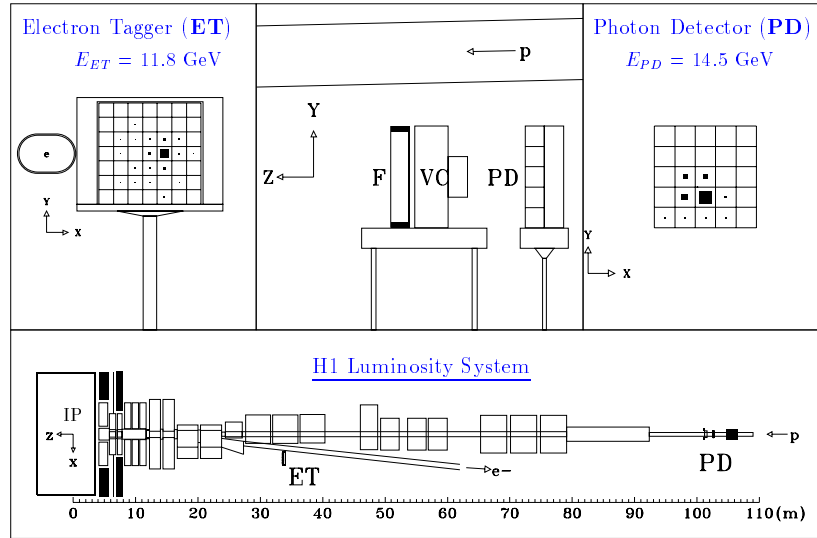 Electron Tagger (ET)
E_ET = 11.8 GeV
e
Y
X
p
Y
Z
F
VC
PD
Photon Detector (PD)
E_PD = 14.5 GeV
Y
X
H1 Luminosity System
IP
Z
X
ET
e-
PD
p
0 10 20 30 40 50 60 70 80 90 100 110 (m)